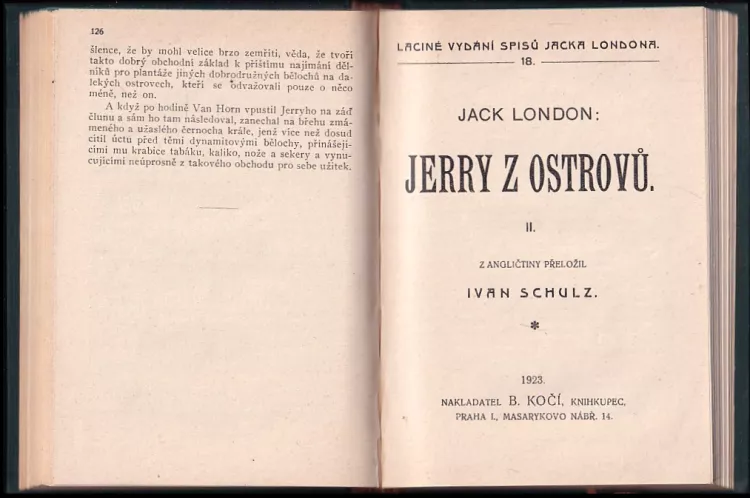 126
šlence, že by mohl velice brzo zemříti, věda, že tvoří
takto dobrý obchodní základ k příštímu najímání děl-
níků pro plantáže jiných dobrodružných bělochů na da-
lekých ostrovech, kteří se odvažovali pouze o něco
méně, než on.
A když po hodině Van Horn vpustil Jerryho na záď
člunu a sám ho tam následoval, zanechal na břehu zma-
meného a užaslého černocha krále, jenž více než dosud
cítil úctu před těmi dynamitovými bělochy, přinášejí-
cími mu krabice tabáku, kaliko, nože a sekery a vynu-
cujícími neúprosně z takového obchodu pro sebe užitek.
LACINÉ VYDÁNÍ SPISŮ JACKA LONDONA.
18.
JACK LONDON:
JERRY Z OSTROVŮ.
II.
Z ANGLIČTINY PŘELOŽIL
IVAN SCHULZ.
*
1923.
NAKLADATEL B. KOČÍ, KNIHKUPEC,
PRAHA I., MASARYKOVO NÁBŘ. 14.